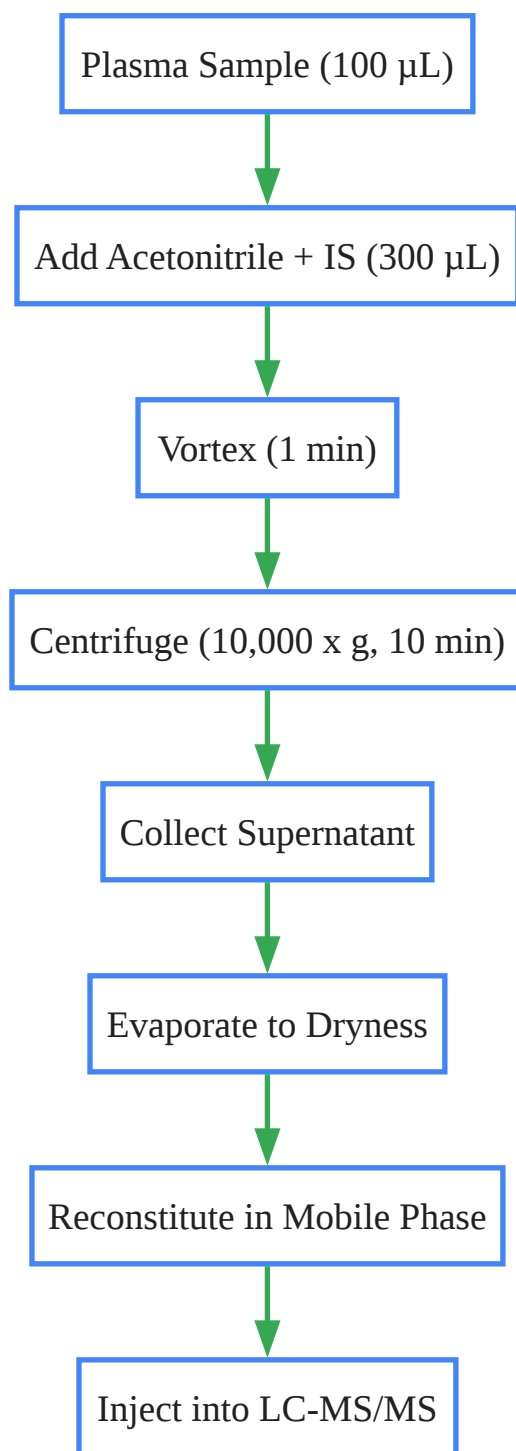 Plasma Sample (100 µL)
Add Acetonitrile + IS (300 µL)
Vortex (1 min)
Centrifuge (10,000 x g, 10 min)
Collect Supernatant
Evaporate to Dryness
Reconstitute in Mobile Phase
Inject into LC-MS/MS